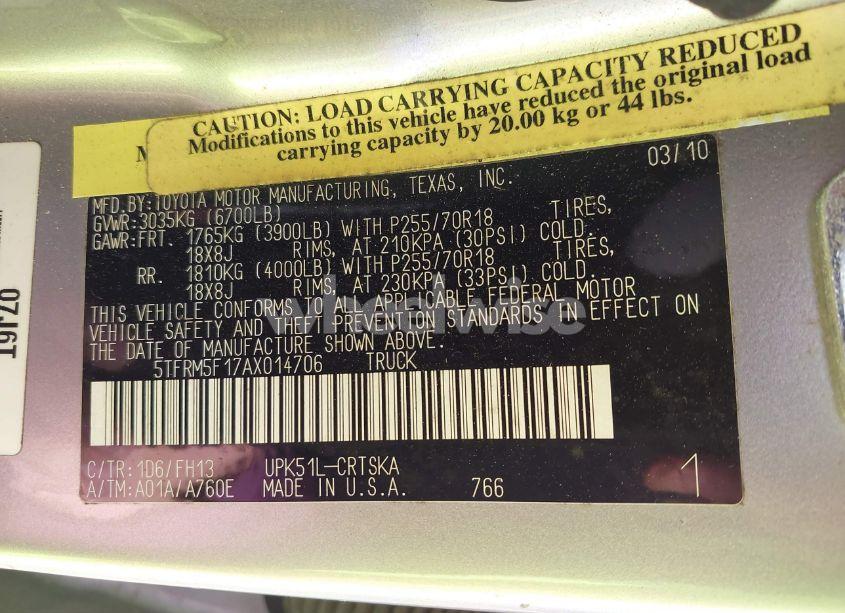 CAUTION: LOAD CARRYING CAPACITY REDUCED
Modifications to this vehicle have reduced the original load
carrying capacity by 20.00 kg or 44 lbs.
MFD. BY: TOYOTA MOTOR MANUFACTURING, TEXAS, INC. 03/10
GVWR: 3035KG (6700LB)
GAWR: FRT. 1765KG (3900LB) WITH P255/70R18 TIRES,
18X8J RIMS, AT 210KPA (30PSI) COLD.
RR. 1810KG (4000LB) WITH P255/70R18 TIRES,
18X8J RIMS, AT 230KPA (33PSI) COLD.
THIS VEHICLE CONFORMS TO ALL APPLICABLE FEDERAL MOTOR
VEHICLE SAFETY AND THEFT PREVENTION STANDARDS IN EFFECT ON
THE DATE OF MANUFACTURE SHOWN ABOVE.
5TFRM5F17AX014706 TRUCK
C/TR: 1D6/FH13 UPK51L-CRTSKA
A/TM: A01A/A760E MADE IN U.S.A. 766 1
wheelwise